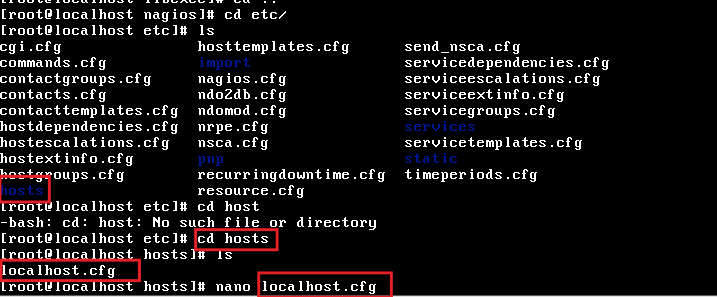 [root@localhost libexec]# cd ..
[root@localhost nagios]# cd etc/
[root@localhost etc]# ls
cgi.cfg hosttemplates.cfg send_nsca.cfg
commands.cfg import servicedependencies.cfg
contactgroups.cfg nagios.cfg serviceescalations.cfg
contacts.cfg ndo2db.cfg serviceextinfo.cfg
contacttemplates.cfg ndomod.cfg servicegroups.cfg
hostdependencies.cfg nrpe.cfg services
hostescalations.cfg nsca.cfg servicetemplates.cfg
hostextinfo.cfg pnp static
hostgroups.cfg recurringdowntime.cfg timeperiods.cfg
hosts resource.cfg
[root@localhost etc]# cd host
-bash: cd: host: No such file or directory
[root@localhost etc]# cd hosts
[root@localhost hosts]# ls
localhost.cfg
[root@localhost hosts]# nano localhost.cfg